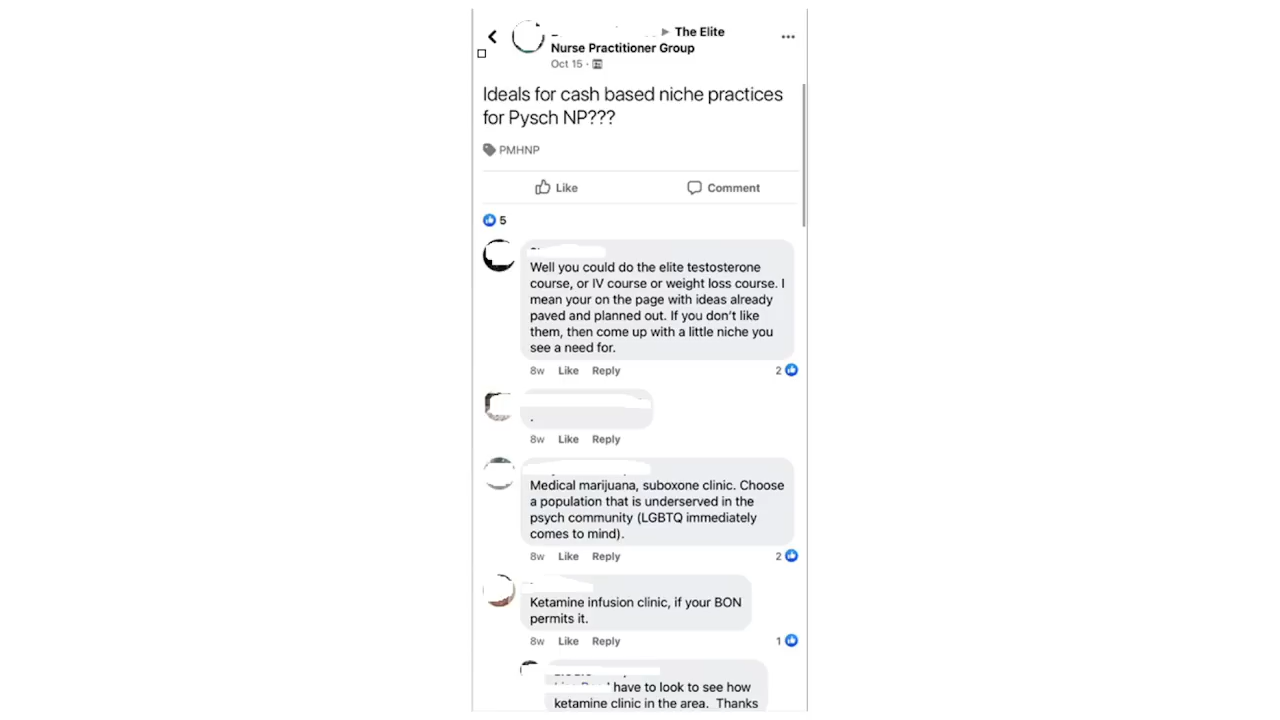 The Elite
Nurse Practitioner Group
Oct 15 ·
Ideals for cash based niche practices
for Pysch NP???
PMHNP
Like Comment
5
Well you could do the elite testosterone
course, or IV course or weight loss course. I
mean your on the page with ideas already
paved and planned out. If you don't like
them, then come up with a little niche you
see a need for.
8w Like Reply 2
.
8w Like Reply
Medical marijuana, suboxone clinic. Choose
a population that is underserved in the
psych community (LGBTQ immediately
comes to mind).
8w Like Reply 2
Ketamine infusion clinic, if your BON
permits it.
8w Like Reply 1
have to look to see how
ketamine clinic in the area. Thanks